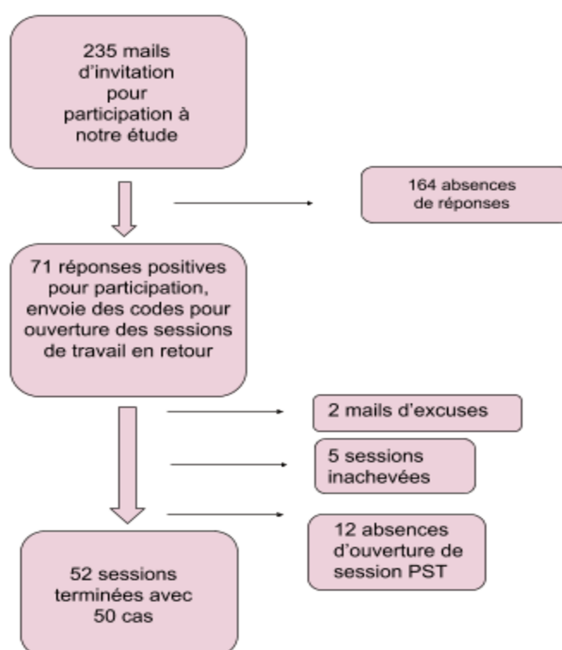 235 mails
d'invitation
pour
participation à
notre étude
164 absences
de réponses
71 réponses positives
pour participation,
envoie des codes pour
ouverture des sessions
de travail en retour
2 mails d'excuses
5 sessions
inachevées
12 absences
d'ouverture de
session PST
52 sessions
terminées avec
50 cas